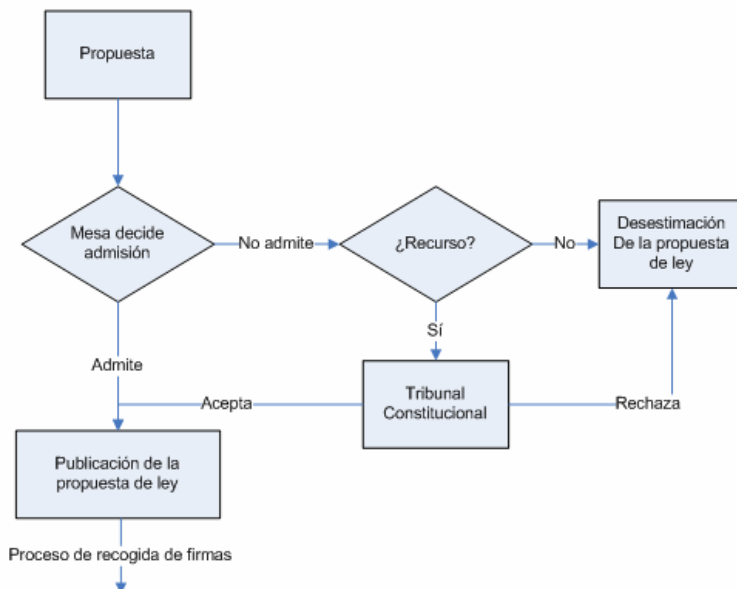 Propuesta
Mesa decide
admisión
No admite
¿Recurso?
No
Desestimación
De la propuesta
de ley
Sí
Admite
Tribunal
Constitucional
Acepta
Rechaza
Publicación de la
propuesta de ley
Proceso de recogida de firmas